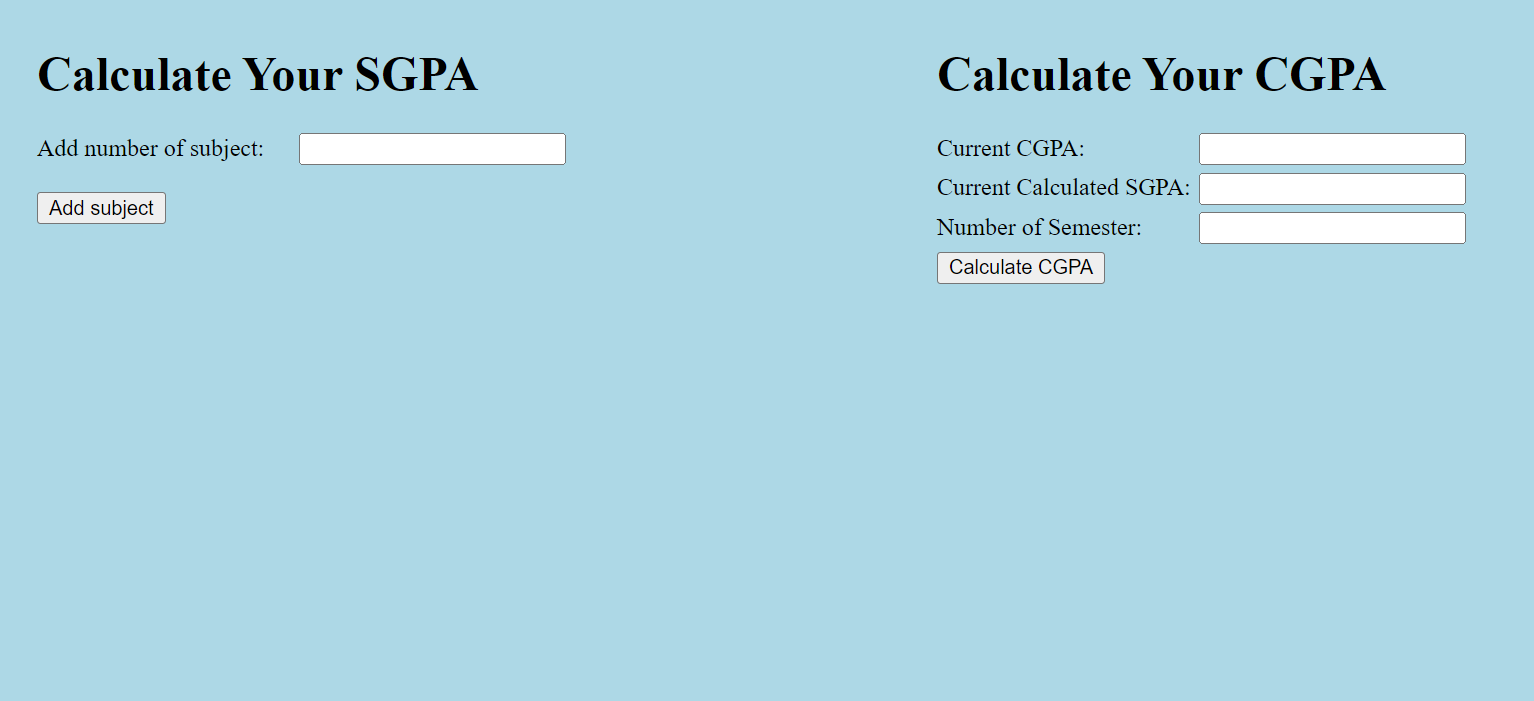 Calculate Your SGPA
Add number of subject:
Add subject
Calculate Your CGPA
Current CGPA:
Current Calculated SGPA:
Number of Semester:
Calculate CGPA